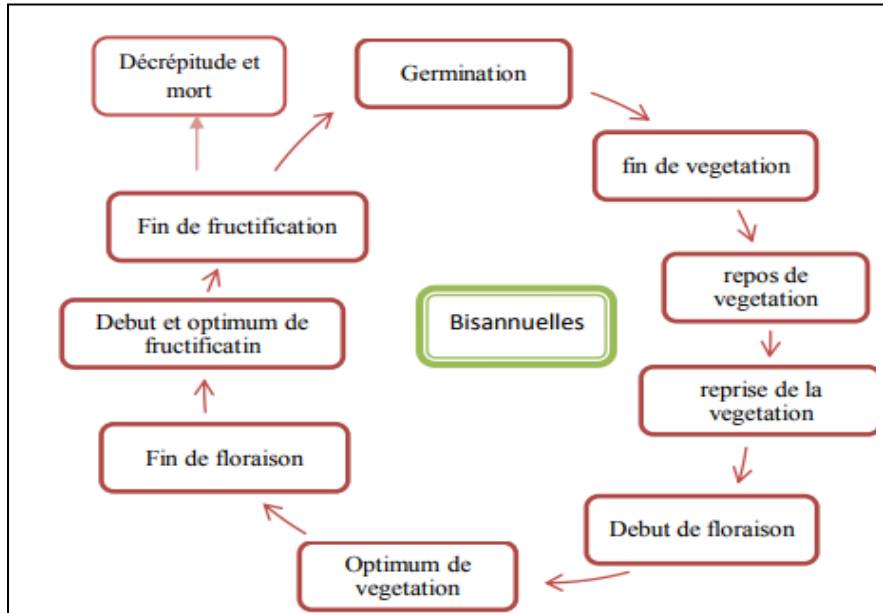 Décrépitude et
mort
Germination
fin de vegetation
Fin de fructification
repos de
vegetation
Debut et optimum de
fructificatin
Bisannuelles
reprise de la
vegetation
Fin de floraison
Debut de floraison
Optimum de
vegetation